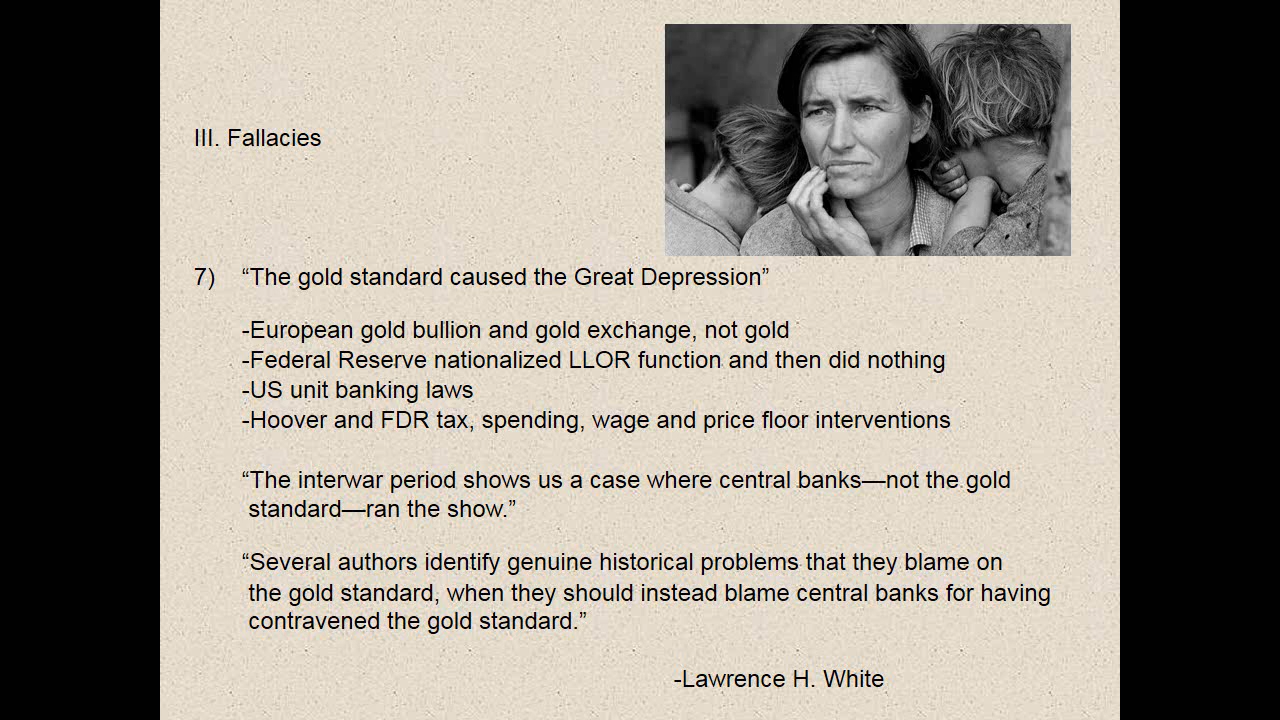 III. Fallacies
7) “The gold standard caused the Great Depression”
-European gold bullion and gold exchange, not gold
-Federal Reserve nationalized LLOR function and then did nothing
-US unit banking laws
-Hoover and FDR tax, spending, wage and price floor interventions
“The interwar period shows us a case where central banks—not the gold
standard—ran the show.”
“Several authors identify genuine historical problems that they blame on
the gold standard, when they should instead blame central banks for having
contravened the gold standard.”
-Lawrence H. White